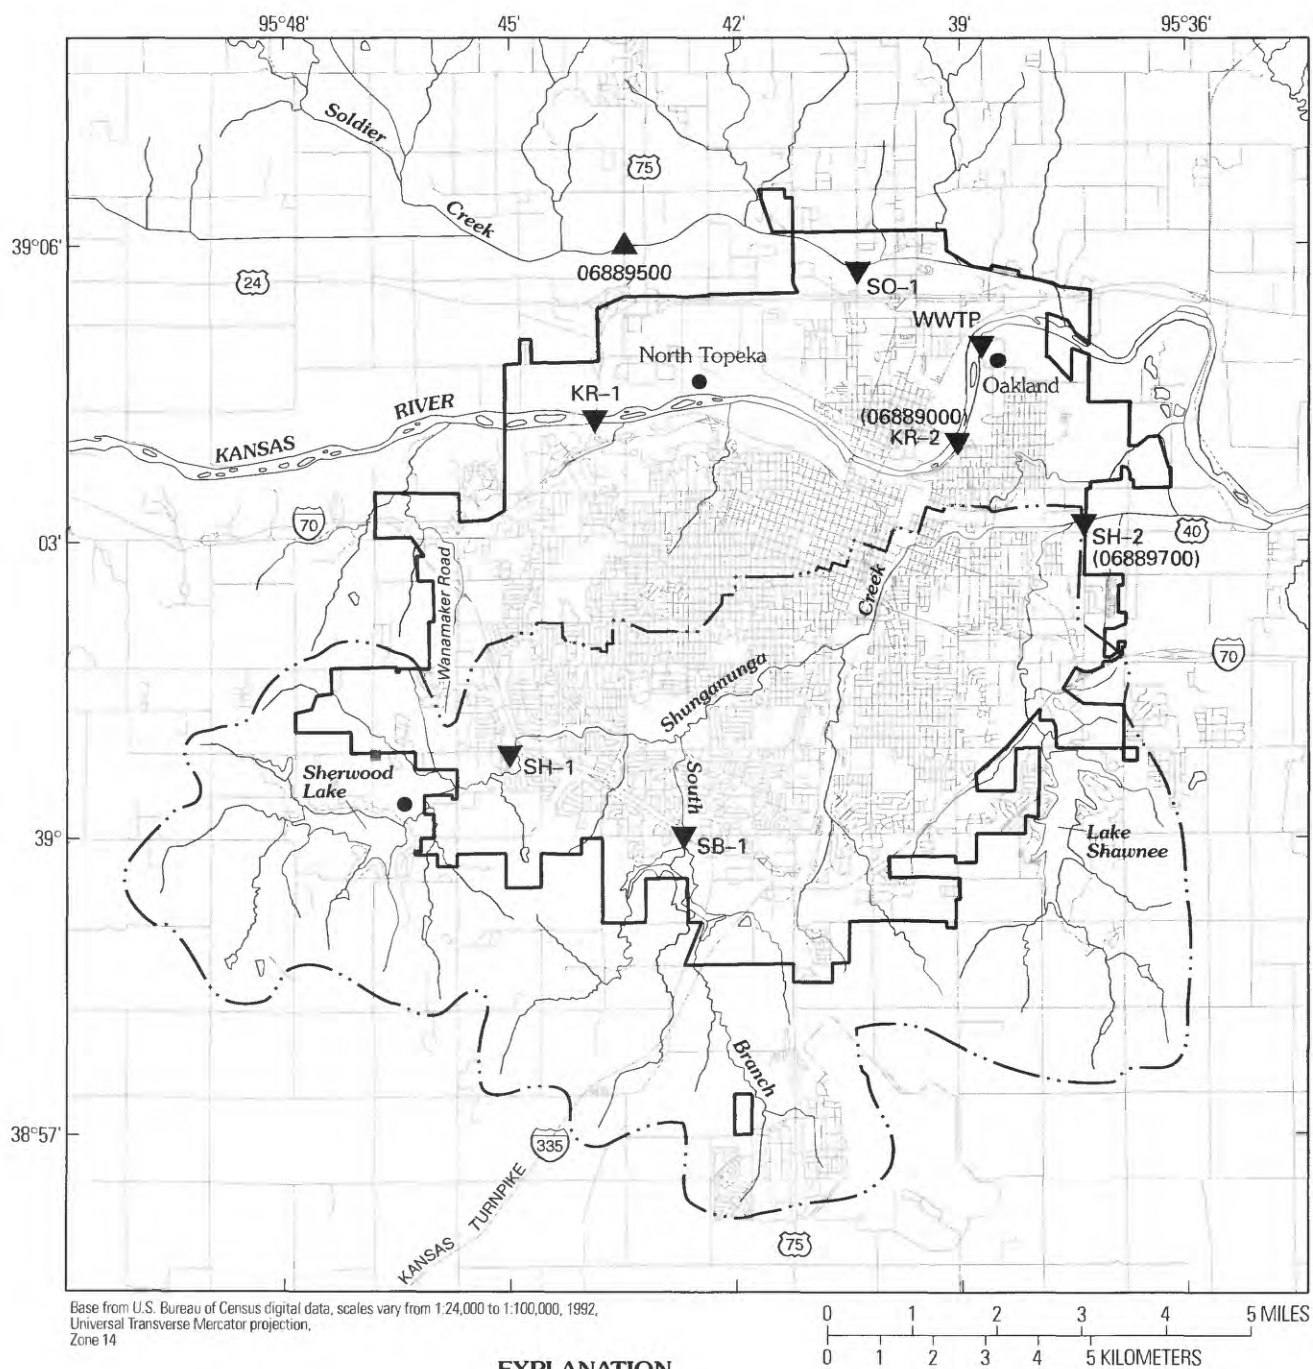 95°48' 45' 42' 39' 95°36'
Soldier
75
Creek
39°06'
06889500
24
SO–1
WWTP
North Topeka
Oakland
KR–1
RIVER
(06889000)
KR–2
KANSAS
70
03'
40
SH–2
(06889700)
Creek
Wanamaker Road
70
Shunganunga
SH–1
South
Sherwood
Lake
39°
SB–1
Lake
Shawnee
Branch
38°57'
335
KANSAS TURNPIKE
75
Base from U.S. Bureau of Census digital data, scales vary from 1:24,000 to 1:100,000, 1992,
Universal Transverse Mercator projection,
Zone 14
0 1 2 3 4 5 MILES
0 1 2 3 4 5 KILOMETERS
EXPLANATION